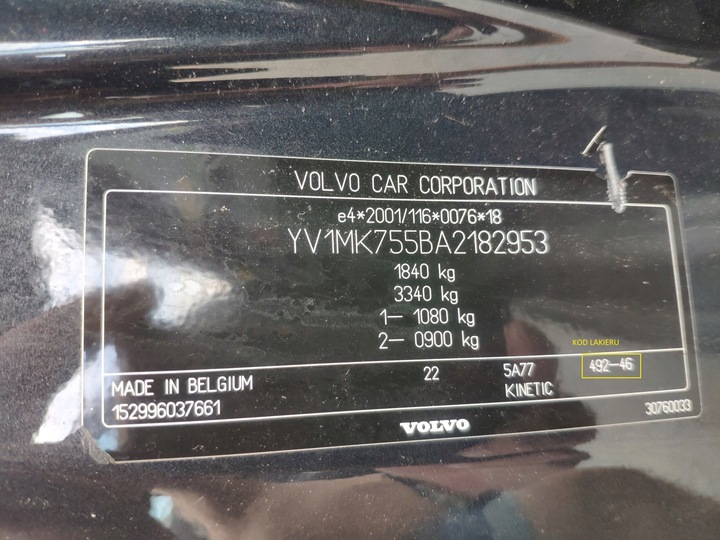 VOLVO CAR CORPORATION
e4*2001/116*0076*18
YV1MK755BA2182953
1840 kg
3340 kg
1— 1080 kg
2— 0900 kg
KOD LAKIERU
MADE IN BELGIUM 22 5A77 492—46
152996037661 KINETIC 30760033
VOLVO